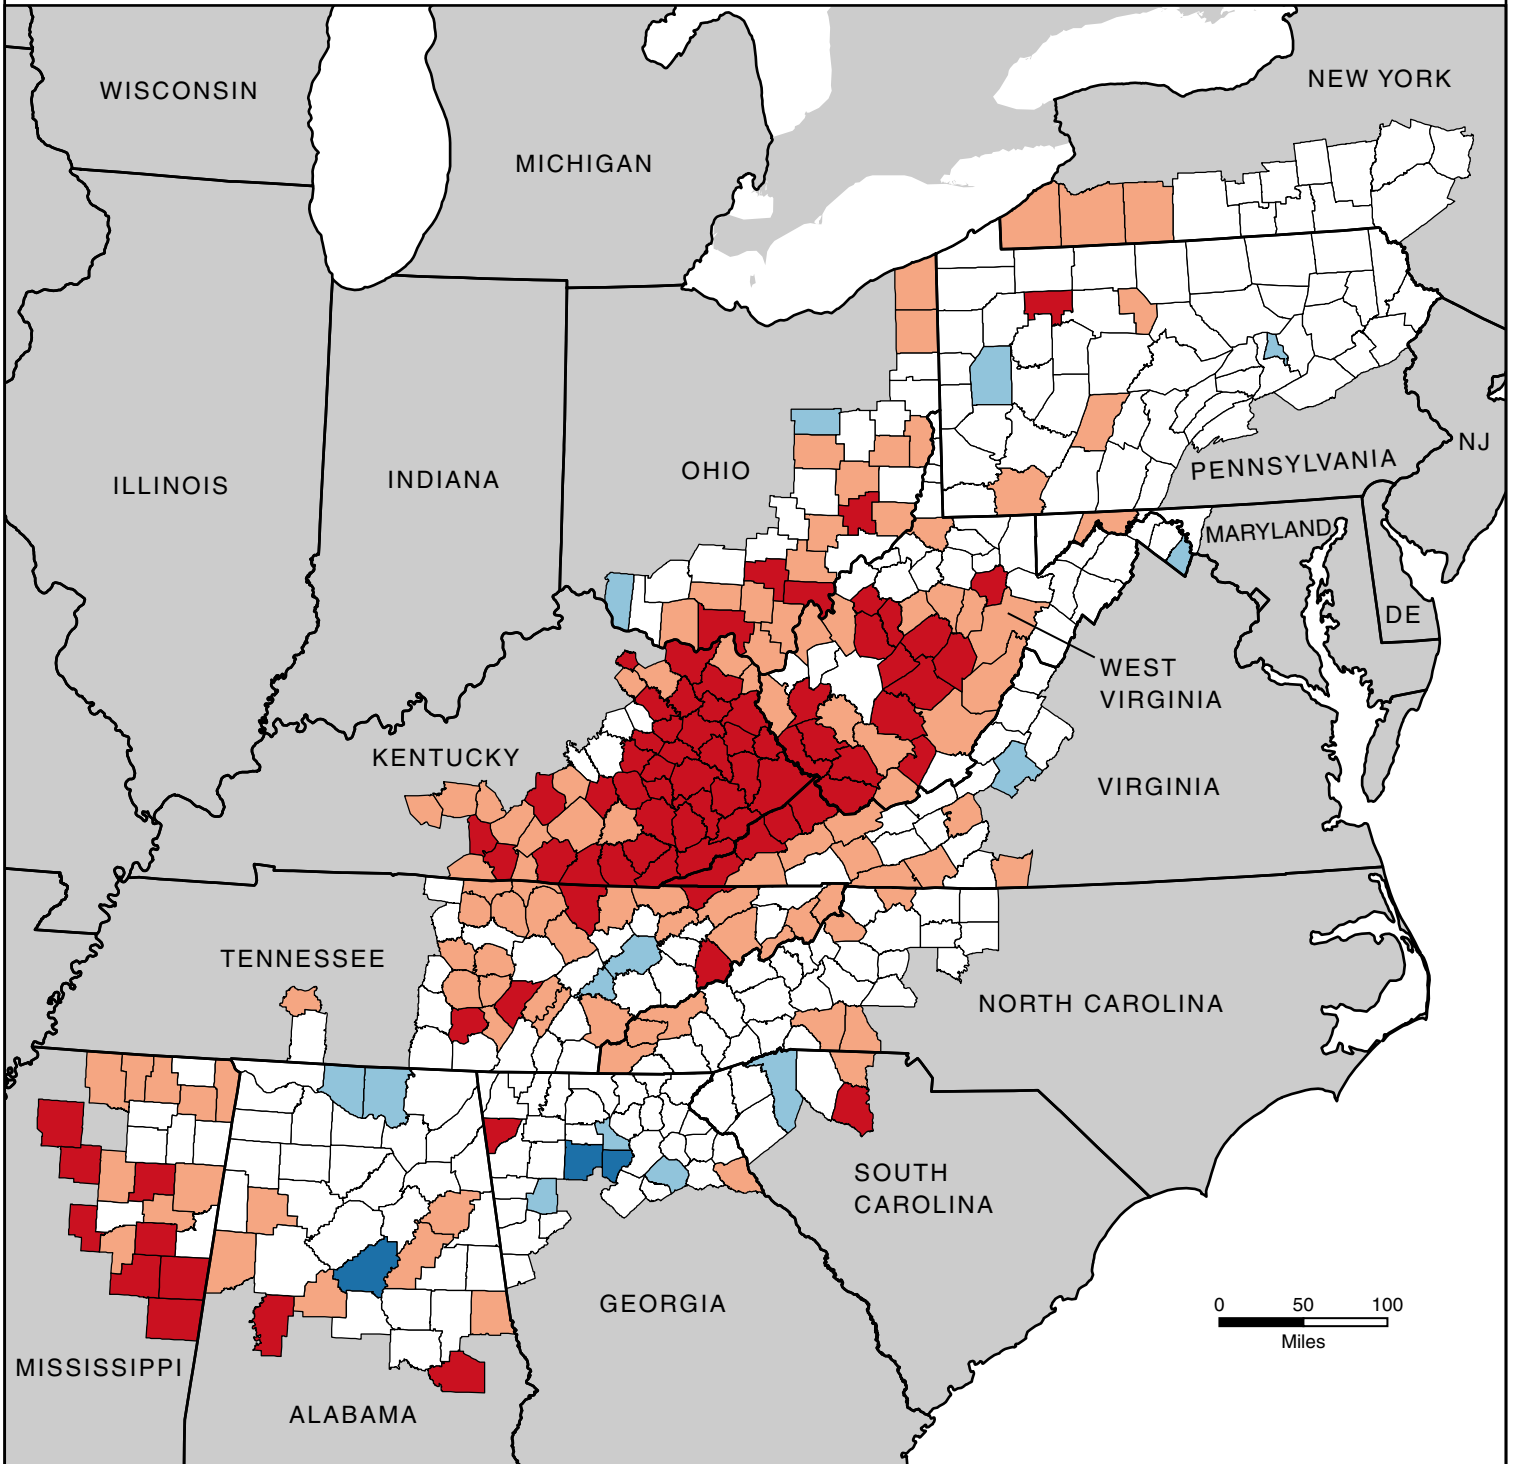 WISCONSIN
NEW YORK
MICHIGAN
ILLINOIS
INDIANA
OHIO
PENNSYLVANIA
NJ
MARYLAND
DE
WEST
VIRGINIA
KENTUCKY
VIRGINIA
TENNESSEE
NORTH CAROLINA
SOUTH
CAROLINA
GEORGIA
MISSISSIPPI
ALABAMA
0 50 100
Miles